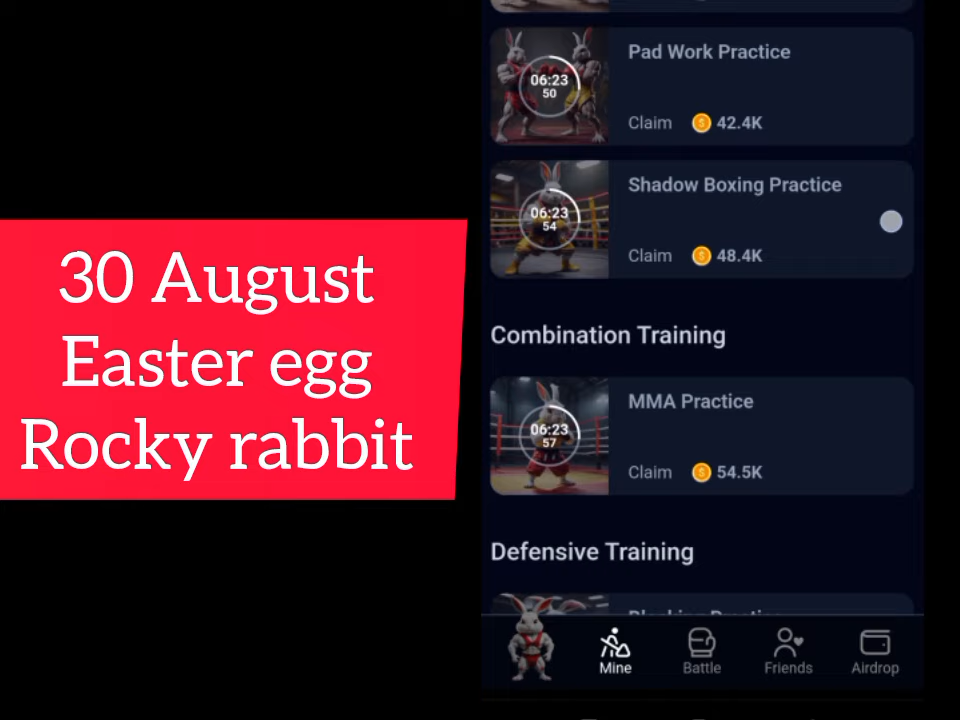 30 August
Easter egg
Rocky rabbit
Pad Work Practice
06:23
50
Claim 42.4K
Shadow Boxing Practice
06:23
54
Claim 48.4K
Combination Training
MMA Practice
06:23
57
Claim 54.5K
Defensive Training
Mine
Battle
Friends
Airdrop